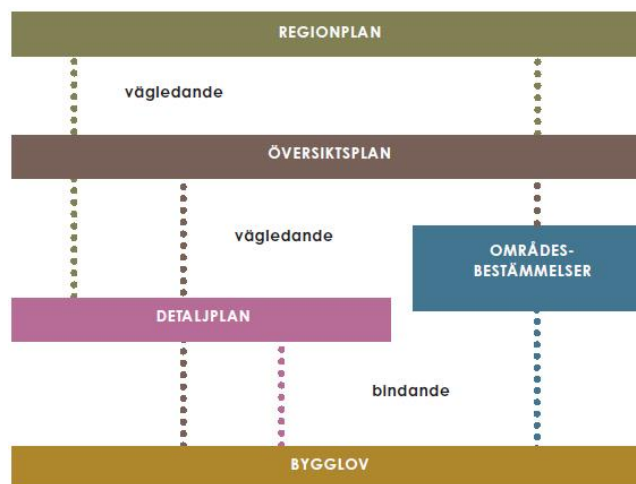 REGIONPLAN
vägledande
ÖVERSIKTSPLAN
vägledande
OMRÅDES-
BESTÄMMELSER
DETALJPLAN
bindande
BYGGLOV